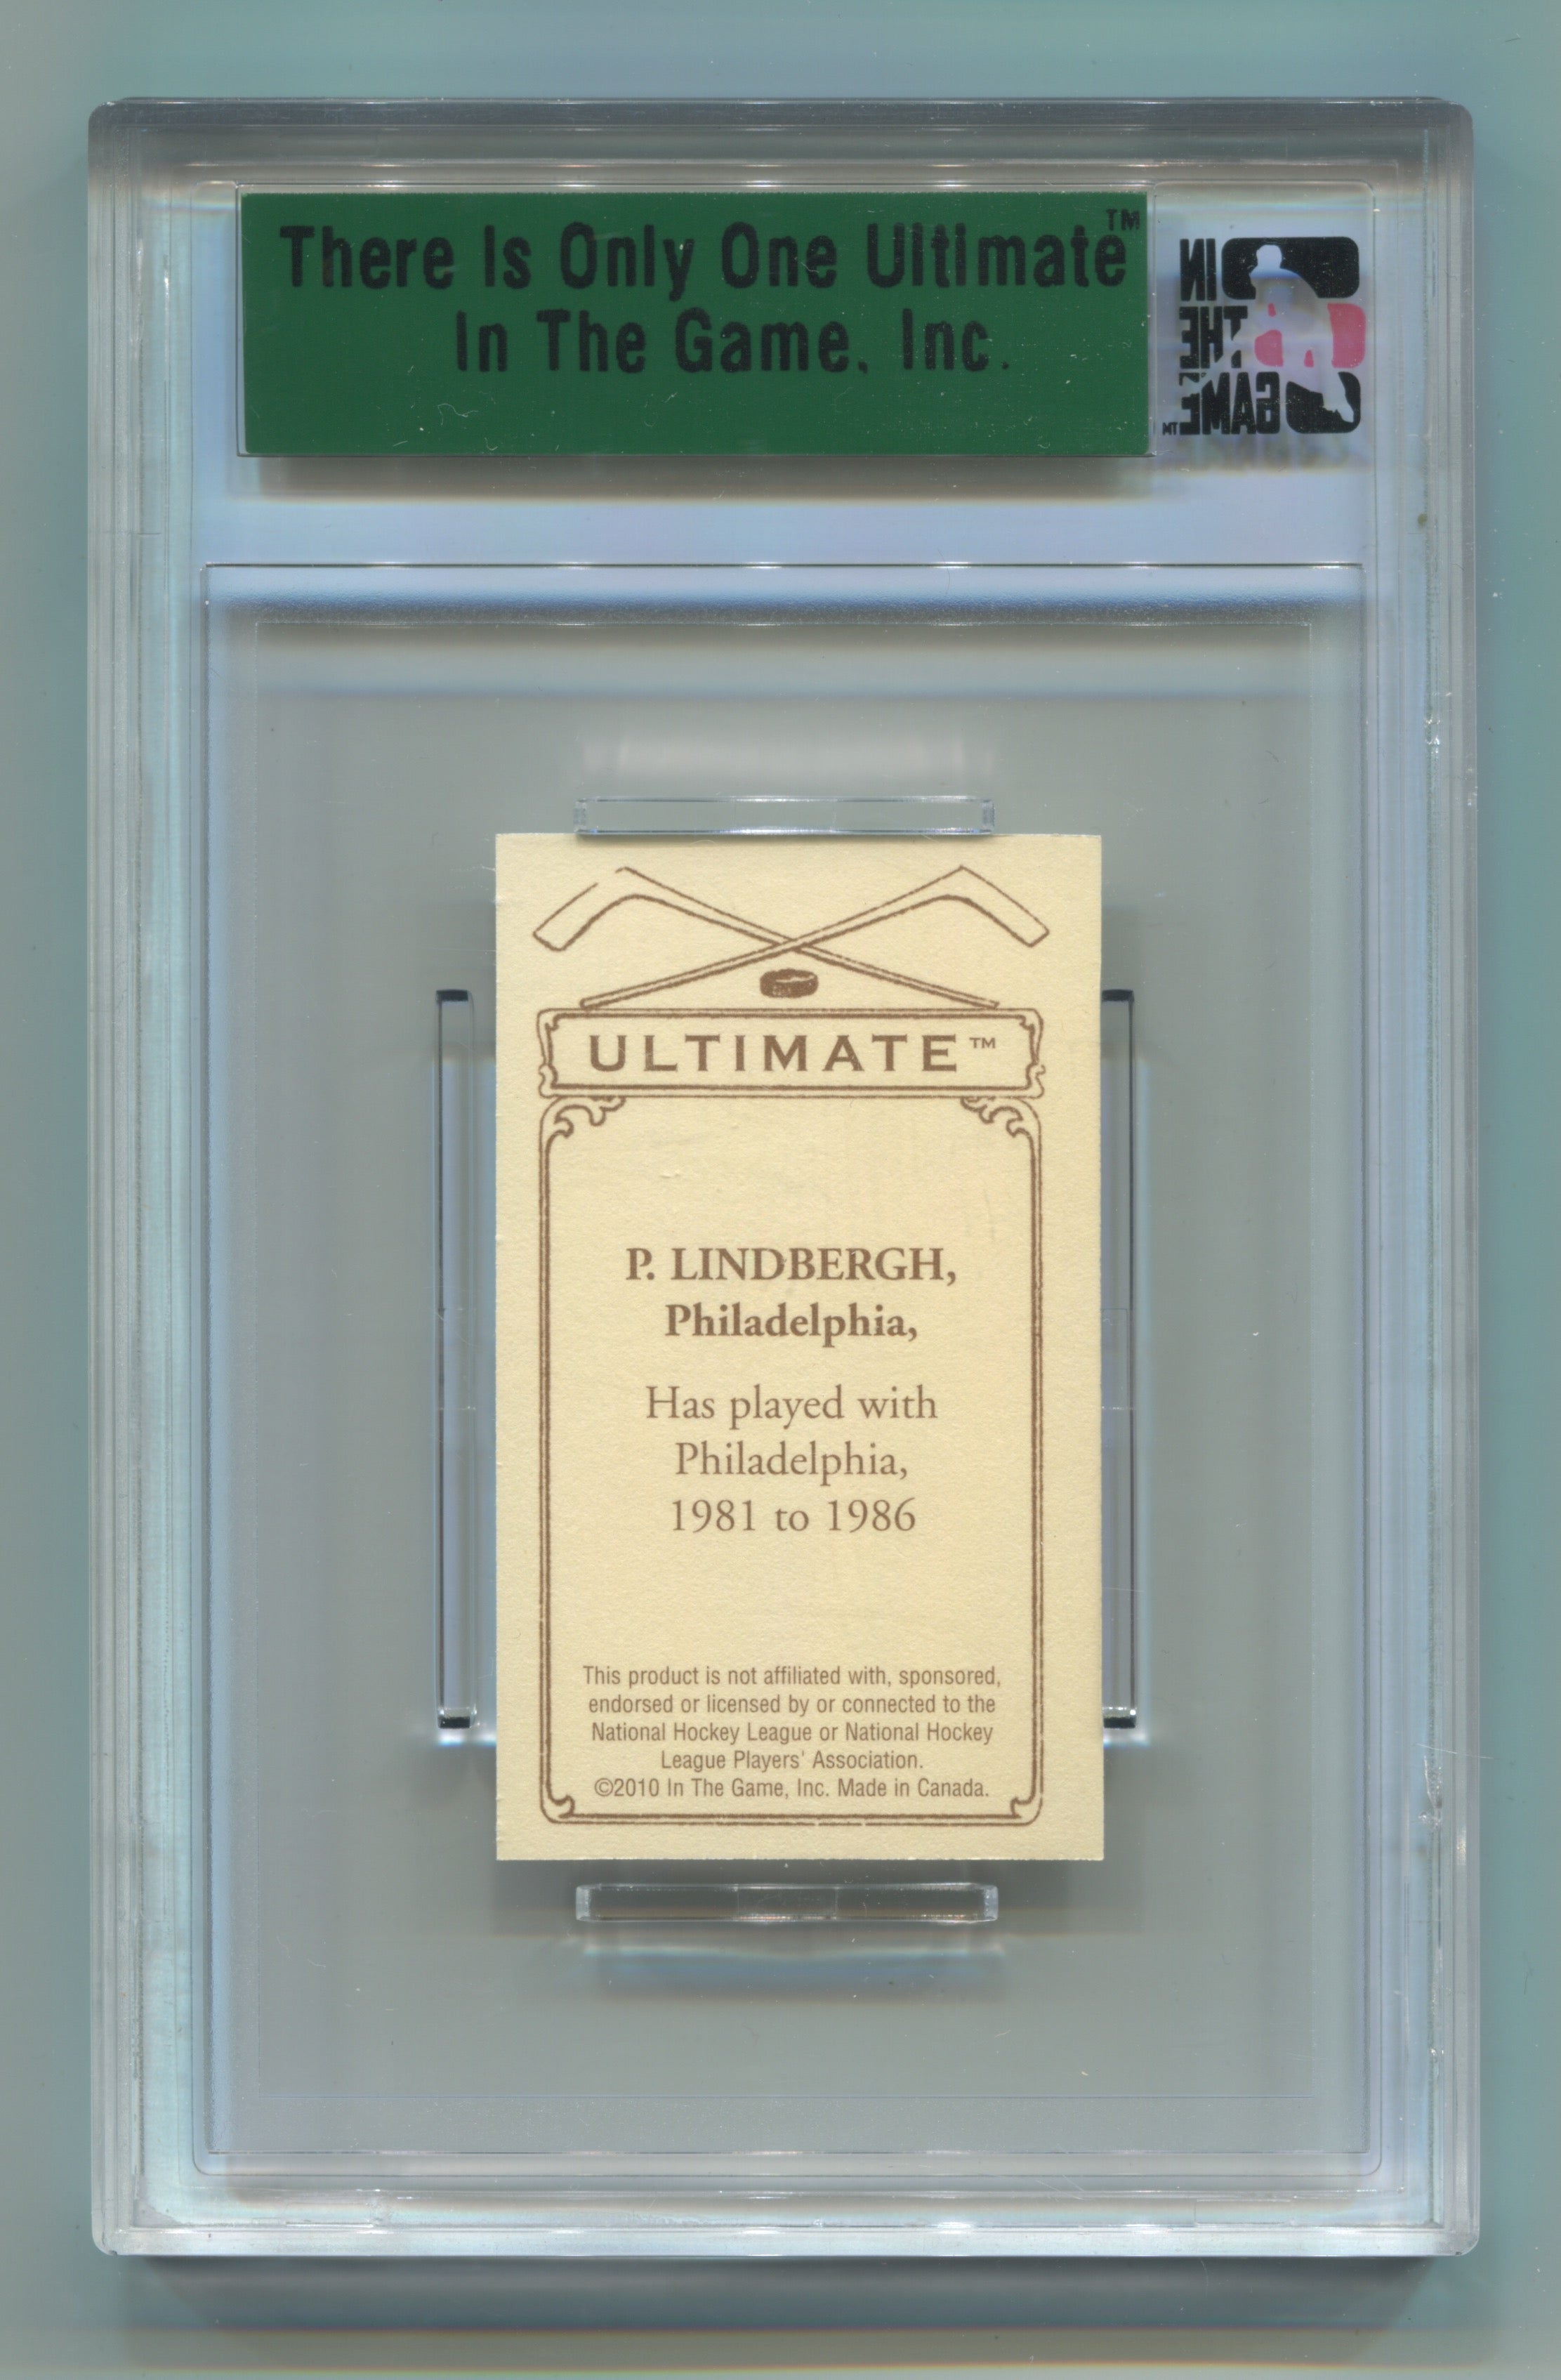 There Is Only One Ultimate™
In The Game, Inc.
IN
THE
GAME™
ULTIMATE™
P. LINDBERGH,
Philadelphia,
Has played with
Philadelphia,
1981 to 1986
This product is not affiliated with, sponsored,
endorsed or licensed by or connected to the
National Hockey League or National Hockey
League Players' Association.
©2010 In The Game, Inc. Made in Canada.